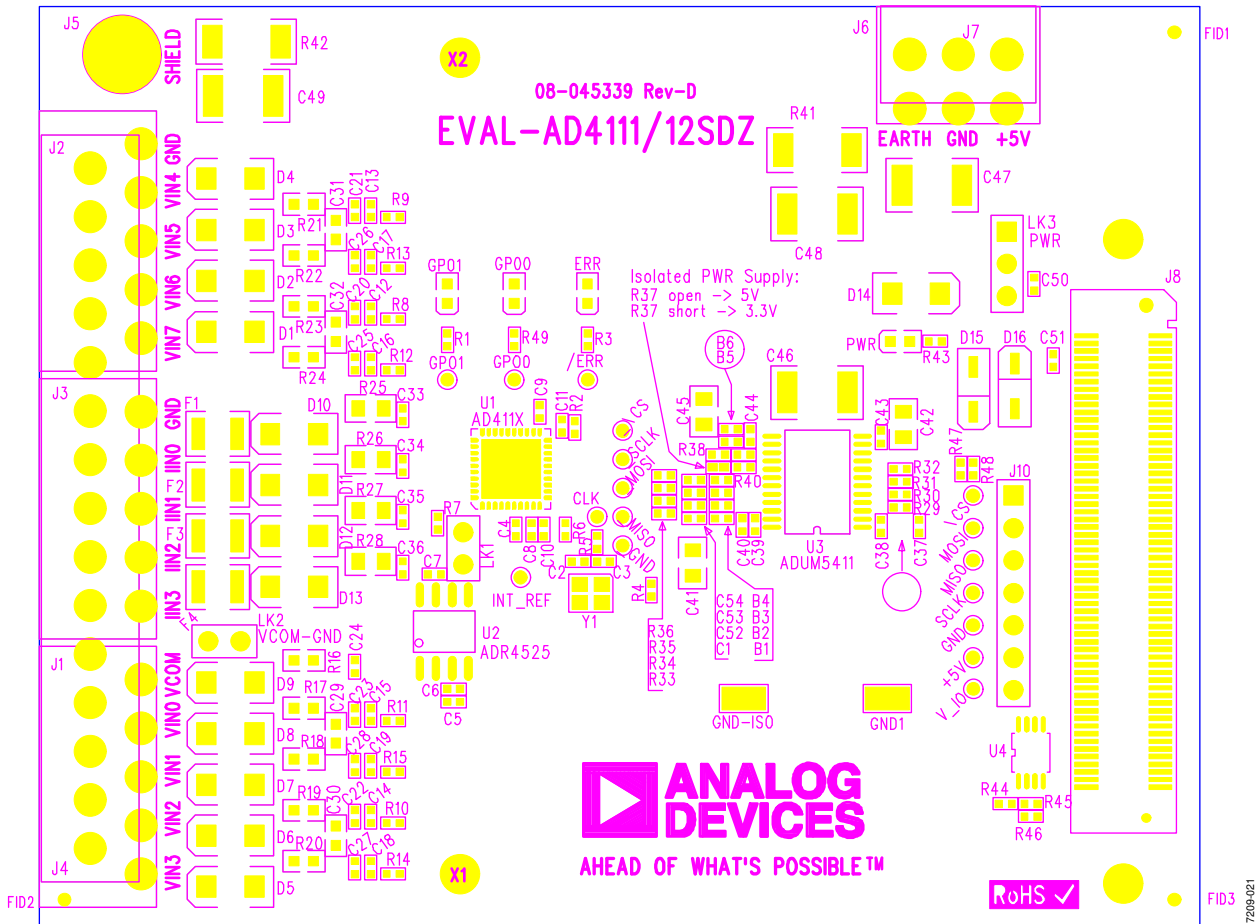 J5
SHIELD
R42
C49
X2
08-045339 Rev-D
EVAL-AD4111/12SDZ
R41
C48
J6
J7
EARTH GND +5V
C47
FID1
J2
GND
VIN4
VIN5
VIN6
VIN7
D4
D3
D2
D1
R21
R22
R23
R24
C31
C21
C13
R9
C26
C17
R13
C32
C20
C12
R8
C25
C16
R12
GPO1
GPO0
ERR
R1
R49
R3
GPO1
GPO0
/ERR
Isolated PWR Supply:
R37 open -> 5V
R37 short -> 3.3V
B6
B5
LK3
PWR
C50
D14
PWR
R43
D15
D16
C51
J8
J3
GND
IIN0
IIN1
IIN2
IIN3
F1
F2
F3
F4
D10
D11
D12
D13
R25
R26
R27
R28
C33
C34
C35
C36
U1
AD411X
C9
C11
R2
R7
LK1
C7
C4
C8
C10
R6
R5
CLK
INT_REF
C2
C3
Y1
R4
_CS
SCLK
MOSI
MISO
GND
C45
C44
C46
R38
R40
C40
C39
C41
U3
ADUM5411
C43
C42
R32
R31
R30
R29
C38
C37
R47
R48
J10
_CS
MOSI
MISO
SCLK
GND
+5V
V_IO
R36
R35
R34
R33
C54 B4
C53 B3
C52 B2
C1 B1
LK2
VCOM-GND
U2
ADR4525
C6
C5
GND-ISO
GND1
U4
R44
R45
R46
J1
J4
VCOM
VIN0
VIN1
VIN2
VIN3
D9
D8
D7
D6
D5
R16
R17
R18
R19
R20
C24
C29
C23
C15
R11
C28
C19
R15
C30
C22
C14
R10
C27
C18
R14
X1
ANALOG
DEVICES
AHEAD OF WHAT'S POSSIBLE™
RoHS ✓
FID2
FID3
7209-021